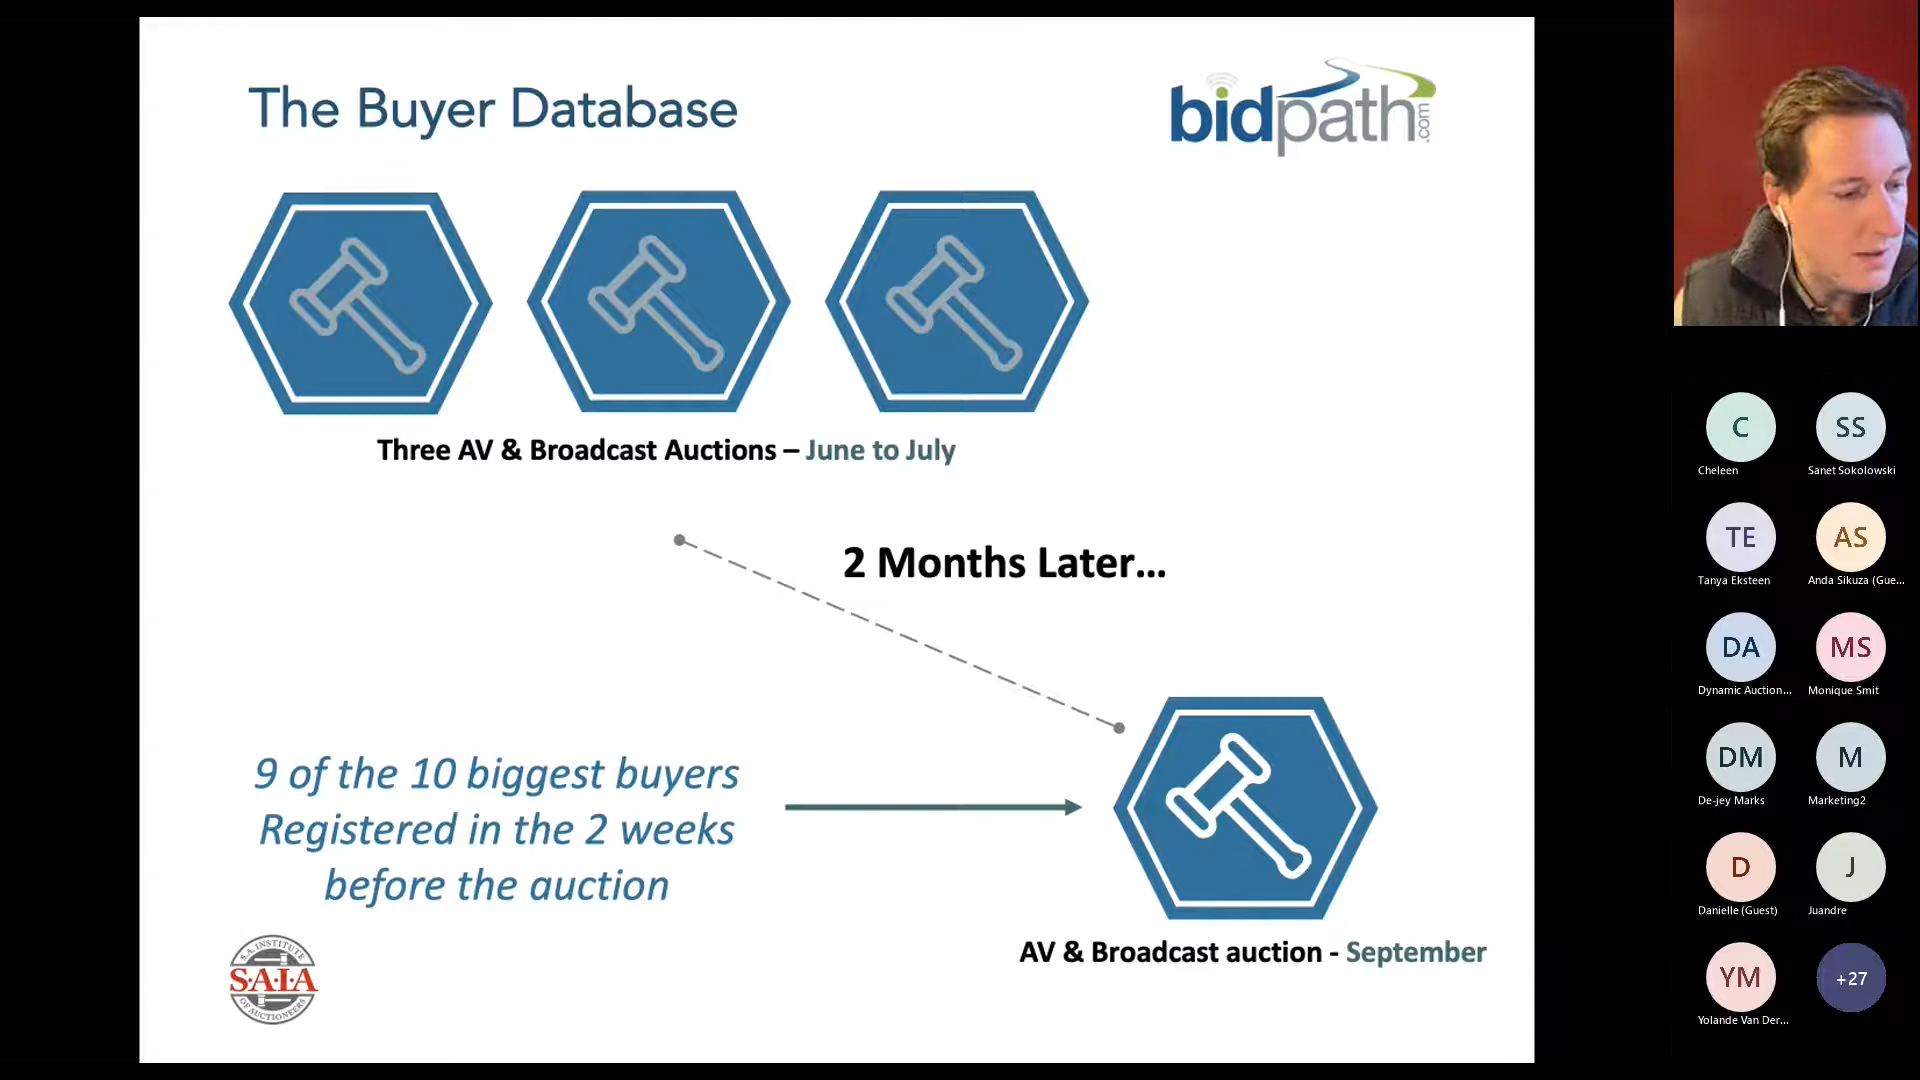 The Buyer Database
bidpath.com
Three AV & Broadcast Auctions – June to July
2 Months Later...
9 of the 10 biggest buyers
Registered in the 2 weeks
before the auction
AV & Broadcast auction - September
S.A. INSTITUTE
S·A·I·A
OF AUCTIONEERS
C
SS
Cheleen
Sanet Sokolowski
TE
AS
Tanya Eksteen
Anda Sikuza (Gue...
DA
MS
Dynamic Auction...
Monique Smit
DM
M
De-jey Marks
Marketing2
D
J
Danielle (Guest)
Juandre
YM
+27
Yolande Van Der...